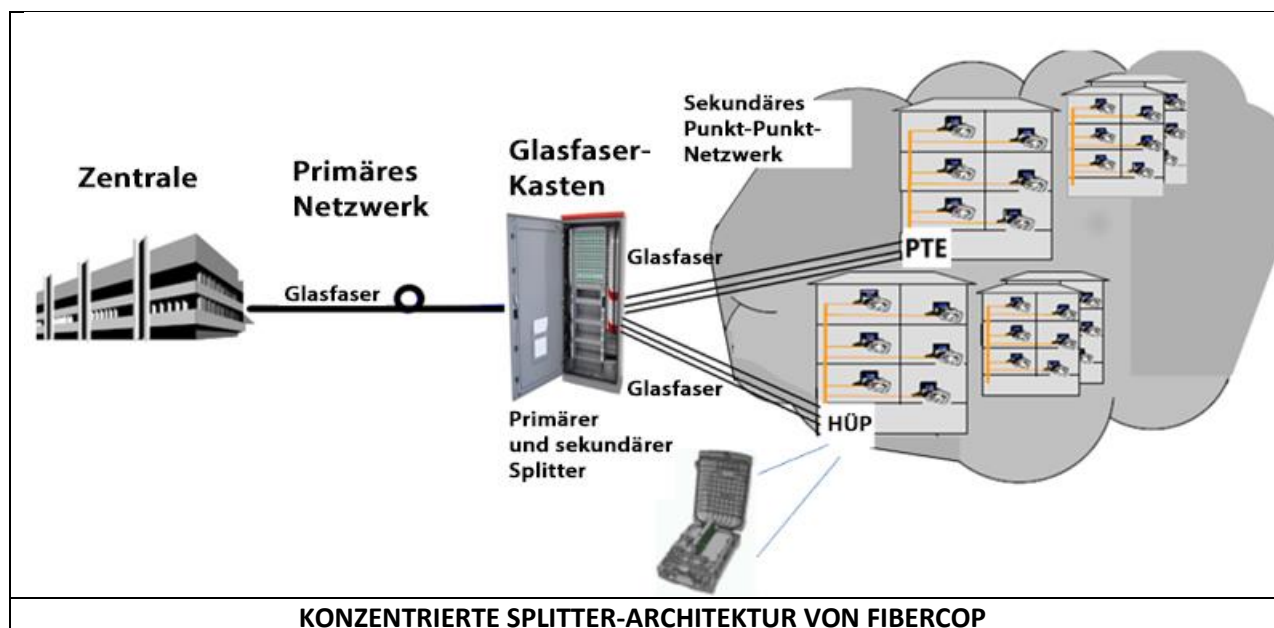 Zentrale
Primäres
Netzwerk
Glasfaser-
Kasten
Sekundäres
Punkt-Punkt-
Netzwerk
Glasfaser
Glasfaser
Glasfaser
PTE
HÜP
Primärer
und sekundärer
Splitter
KONZENTRIERTE SPLITTER-ARCHITEKTUR VON FIBERCOP